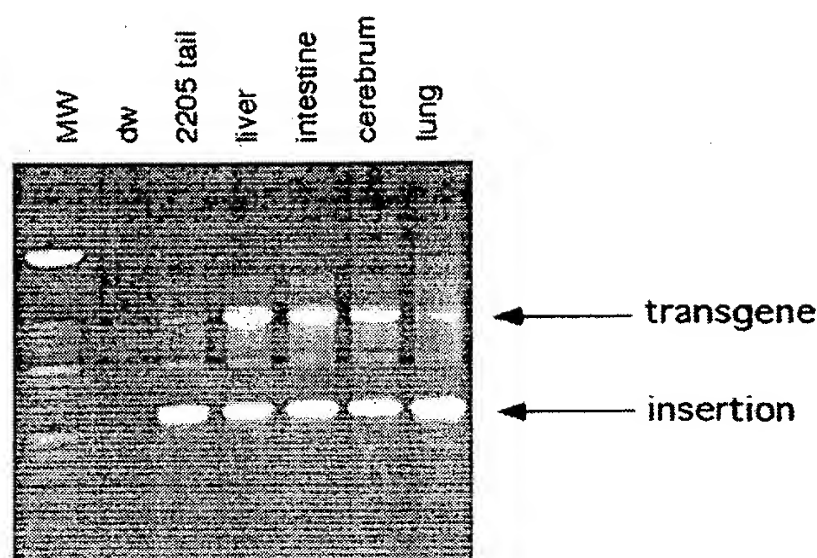 MW
dw
2205 tail
liver
intestine
cerebrum
lung
transgene
insertion